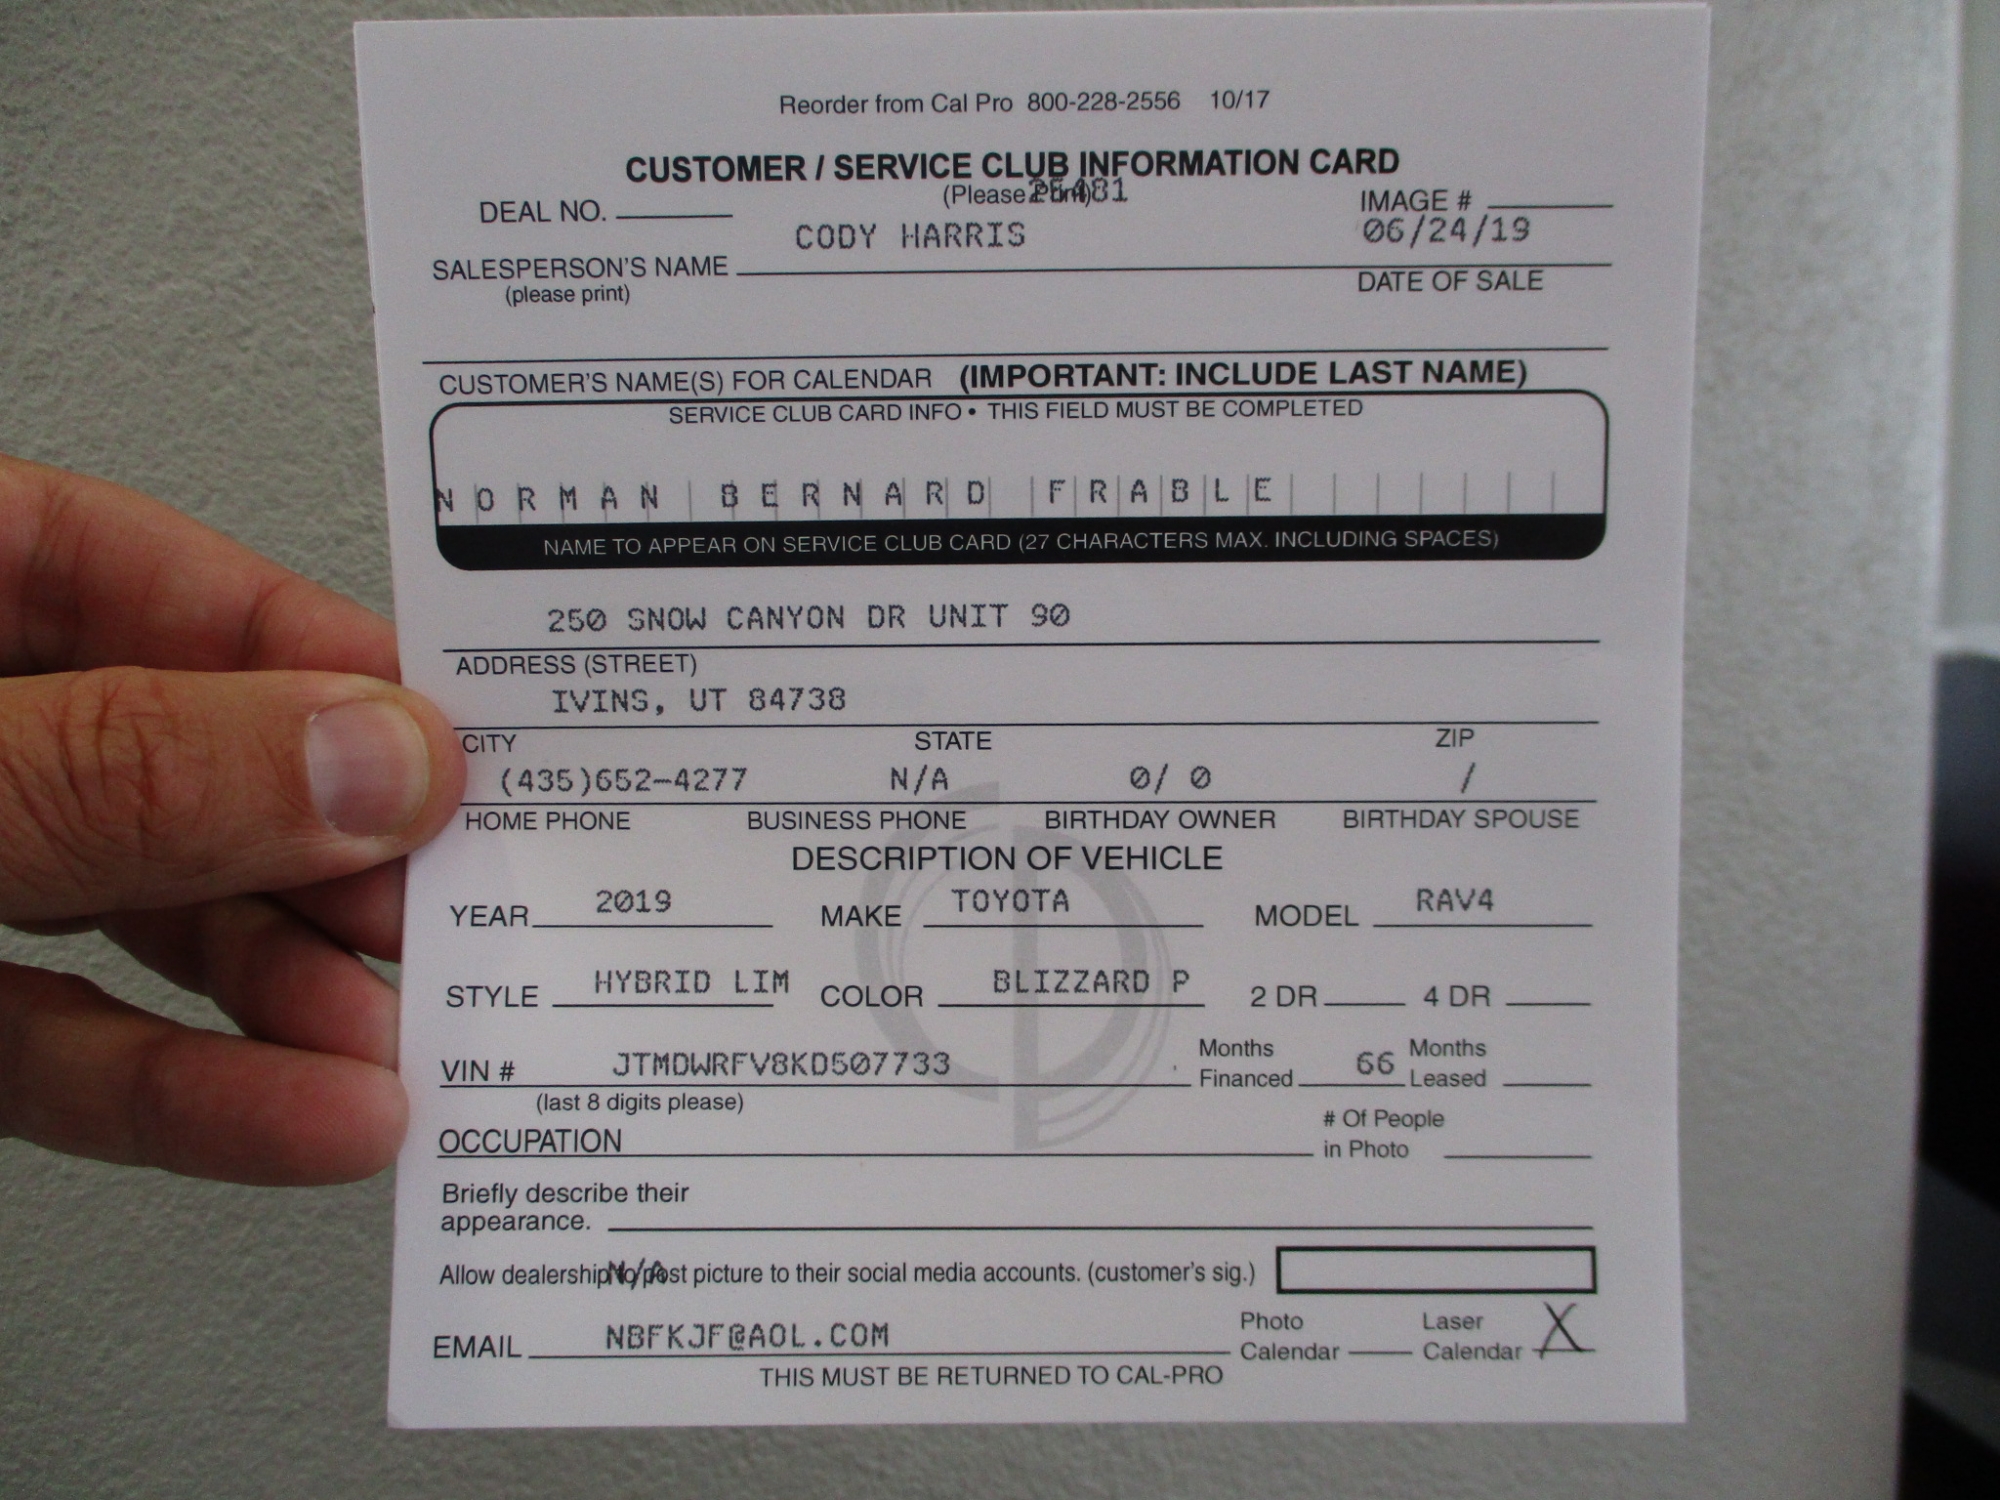 Reorder from Cal Pro 800-228-2556 10/17
CUSTOMER / SERVICE CLUB INFORMATION CARD
(Please Print)
DEAL NO. IMAGE #
CODY HARRIS 06/24/19
SALESPERSON'S NAME DATE OF SALE
(please print)
CUSTOMER'S NAME(S) FOR CALENDAR (IMPORTANT: INCLUDE LAST NAME)
SERVICE CLUB CARD INFO • THIS FIELD MUST BE COMPLETED
NORMAN BERNARD FRABLE
NAME TO APPEAR ON SERVICE CLUB CARD (27 CHARACTERS MAX. INCLUDING SPACES)
250 SNOW CANYON DR UNIT 90
ADDRESS (STREET)
IVINS, UT 84738
CITY STATE ZIP
(435)652-4277 N/A 0/ 0 /
HOME PHONE BUSINESS PHONE BIRTHDAY OWNER BIRTHDAY SPOUSE
DESCRIPTION OF VEHICLE
YEAR 2019 MAKE TOYOTA MODEL RAV4
STYLE HYBRID LIM COLOR BLIZZARD P 2 DR 4 DR
VIN # JTMDWRFV8KD507733 Months Financed 66 Months Leased
(last 8 digits please)
OCCUPATION # Of People in Photo
Briefly describe their
appearance.
Allow dealership to post picture to their social media accounts. (customer's sig.)
N/A
EMAIL NBFKJF@AOL.COM Photo Calendar Laser Calendar X
THIS MUST BE RETURNED TO CAL-PRO